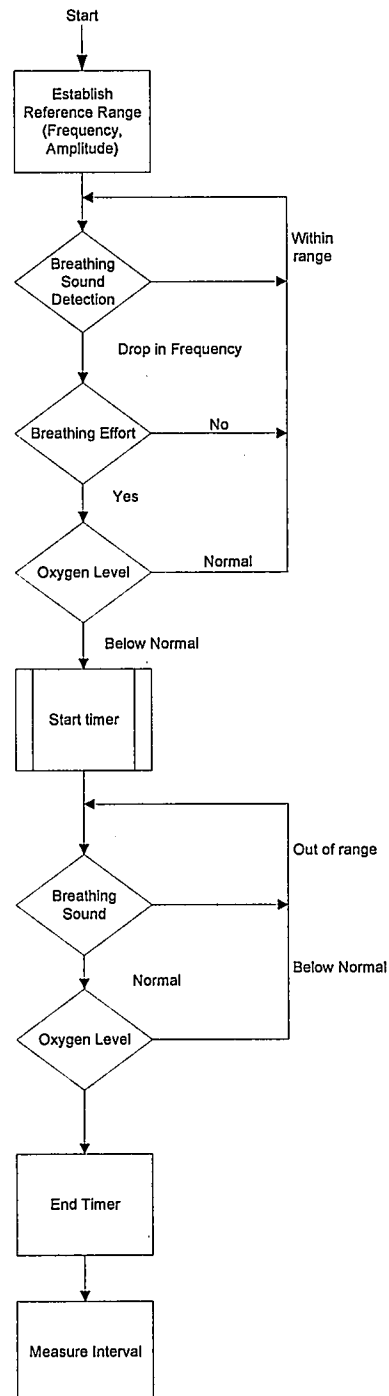 Start
Establish
Reference Range
(Frequency,
Amplitude)
Within
range
Breathing
Sound
Detection
Drop in Frequency
Breathing Effort
No
Yes
Oxygen Level
Normal
Below Normal
Start timer
Out of range
Breathing
Sound
Below Normal
Normal
Oxygen Level
End Timer
Measure Interval